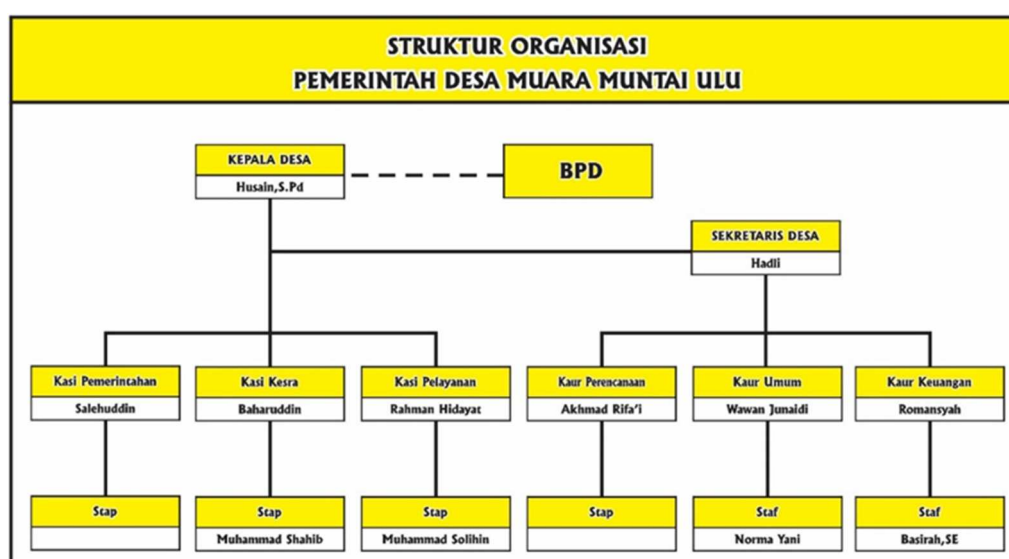 STRUKTUR ORGANISASI
PEMERINTAH DESA MUARA MUNTAI ULU
KEPALA DESA
Husain,S.Pd
BPD
SEKRETARIS DESA
Hadli
Kasi Pemerintahan
Salehuddin
Kasi Kesra
Baharuddin
Kasi Pelayanan
Rahman Hidayat
Kaur Perencanaan
Akhmad Rifa'i
Kaur Umum
Wawan Junaidi
Kaur Keuangan
Romansyah
Stap
Stap
Muhammad Shahib
Stap
Muhammad Solihin
Stap
Staf
Norma Yani
Staf
Basirah,SE